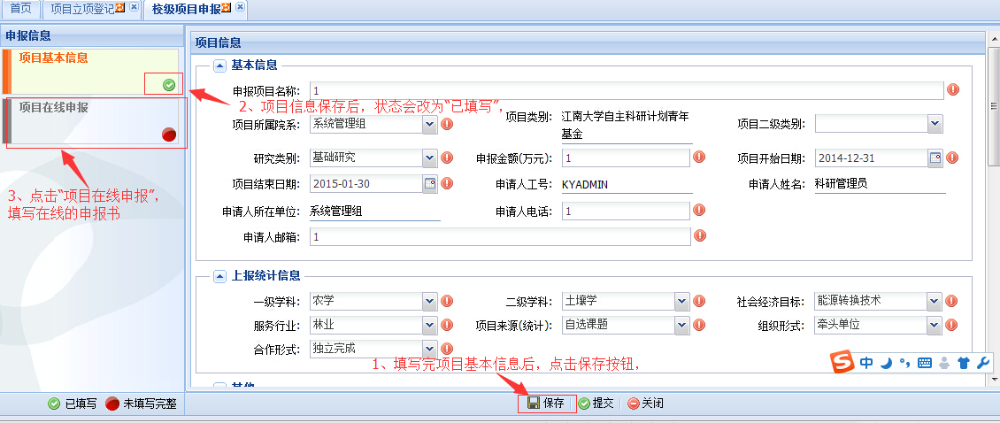 首页 项目立项登记 校级项目申报
申报信息
项目基本信息
项目在线申报
3、点击“项目在线申报”,
填写在线的申报书
项目信息
基本信息
申报项目名称: 1
2、项目信息保存后，状态会改为“已填写”,
项目所属院系: 系统管理组 项目类别: 江南大学自主科研计划青年
基金 项目二级类别:
研究类别: 基础研究 申报金额(万元): 1 项目开始日期: 2014-12-31
项目结束日期: 2015-01-30 申请人工号: KYADMIN 申请人姓名: 科研管理员
申请人所在单位: 系统管理组 申请人电话: 1
申请人邮箱: 1
上报统计信息
一级学科: 农学 二级学科: 土壤学 社会经济目标: 能源转换技术
服务行业: 林业 项目来源(统计): 自选课题 组织形式: 牵头单位
合作形式: 独立完成
1、填写完项目基本信息后，点击保存按钮,
S 中
其他
已填写 未填写完整 保存 提交 关闭